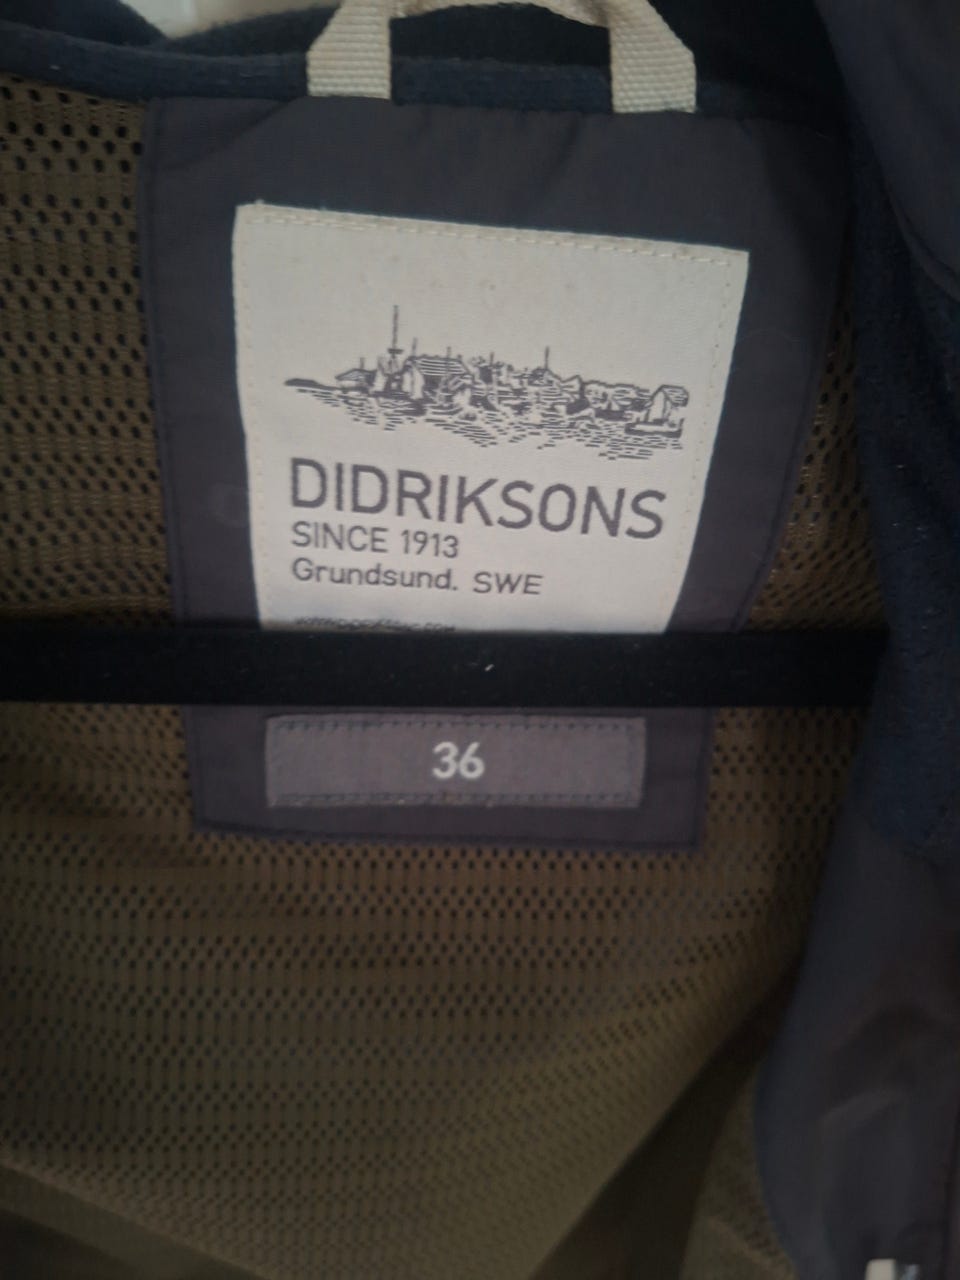 DIDRIKSONS
SINCE 1913
Grundsund. SWE
36